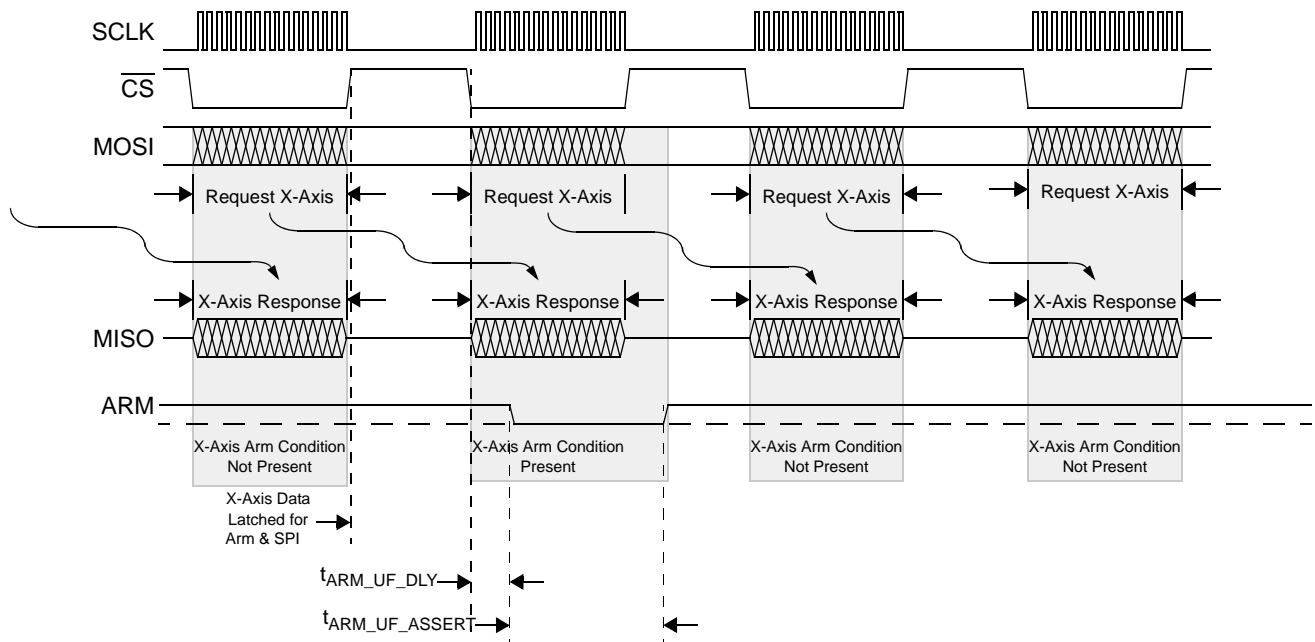 SCLK
CS
MOSI
Request X-Axis
Request X-Axis
Request X-Axis
Request X-Axis
X-Axis Response
X-Axis Response
X-Axis Response
X-Axis Response
MISO
ARM
X-Axis Arm Condition
Not Present
X-Axis Arm Condition
Present
X-Axis Arm Condition
Not Present
X-Axis Arm Condition
Not Present
X-Axis Data
Latched for
Arm & SPI
tARM_UF_DLY
tARM_UF_ASSERT